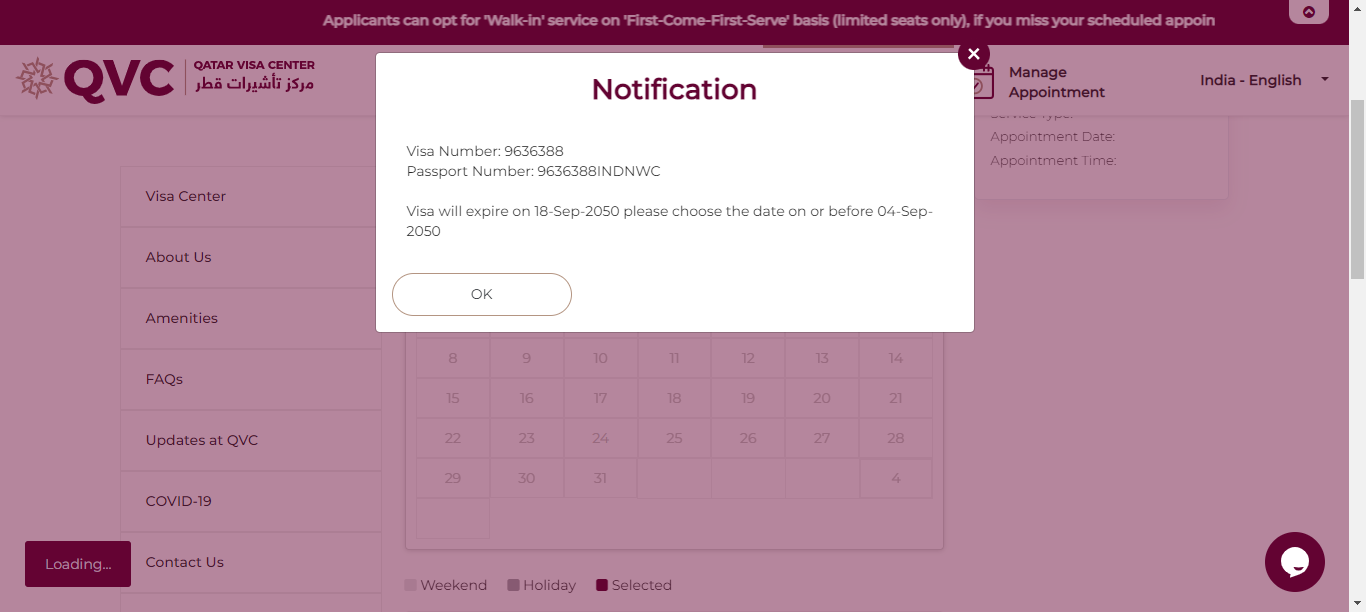 Applicants can opt for 'Walk-in' service on 'First-Come-First-Serve' basis (limited seats only), if you miss your scheduled appoin
QVC
QATAR VISA CENTER
مركز تأشيرات قطر
Manage
Appointment
India - English
Notification
Visa Number: 9636388
Passport Number: 9636388INDNWC
Visa will expire on 18-Sep-2050 please choose the date on or before 04-Sep-
2050
OK
Service Type:
Appointment Date:
Appointment Time:
Visa Center
About Us
Amenities
FAQs
Updates at QVC
COVID-19
Contact Us
8 9 10 11 12 13 14
15 16 17 18 19 20 21
22 23 24 25 26 27 28
29 30 31 4
Weekend Holiday Selected
Loading...